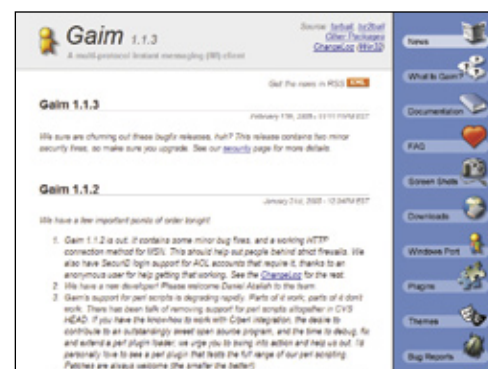 Gaim 1.1.3
A multi-protocol instant messaging (IM) client
Source: tarball, bz2ball
Other Packages
ChangeLog (Win32)
Get the news in RSS XML
Gaim 1.1.3
2005 - 11:11 PM EST
We sure are churning out these bugfix releases, huh? This release contains two minor
security fixes, so make sure you upgrade. See our security page for more details.
Gaim 1.1.2
January 2005 - 12:34PM EST
We have a few important points of order tonight:
1. Gaim 1.1.2 is out. It contains some minor bug fixes, and a working HTTP
connection method for MSN. This should help out people behind strict firewalls. We
also have SecurID login support for AOL accounts that require it, thanks to an
anonymous user for help getting that working. See the ChangeLog for the rest.
2. We have a new developer! Please welcome Daniel Atallah to the team.
3. Gaim's support for perl scripts is degrading rapidly. Parts of it work; parts of it don't
work. There has been talk of removing support for perl scripts altogether in CVS
HEAD. If you have the knowhow to work with C/perl integration, the desire to
contribute to an outstandingly sweet open source program, and the time to debug, fix
and extend a perl plugin loader, we urge you to swing into action and help us out. I'd
personally love to see a perl plugin that tests the full range of our perl scripting.
Patches are always welcome (the smaller the better!)
News
What Is Gaim?
Documentation
FAQ
Screen Shots
Downloads
Windows Port
Plugins
Themes
Bug Reports